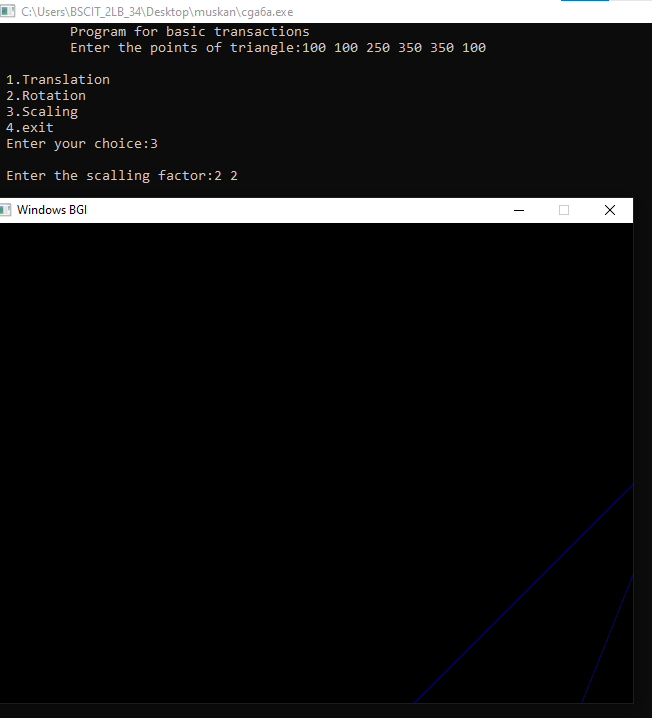 C:\Users\BSCIT_2LB_34\Desktop\muskan\cga6a.exe
Program for basic transactions
Enter the points of triangle:100 100 250 350 350 100
1.Translation
2.Rotation
3.Scaling
4.exit
Enter your choice:3
Enter the scalling factor:2 2
Windows BGI